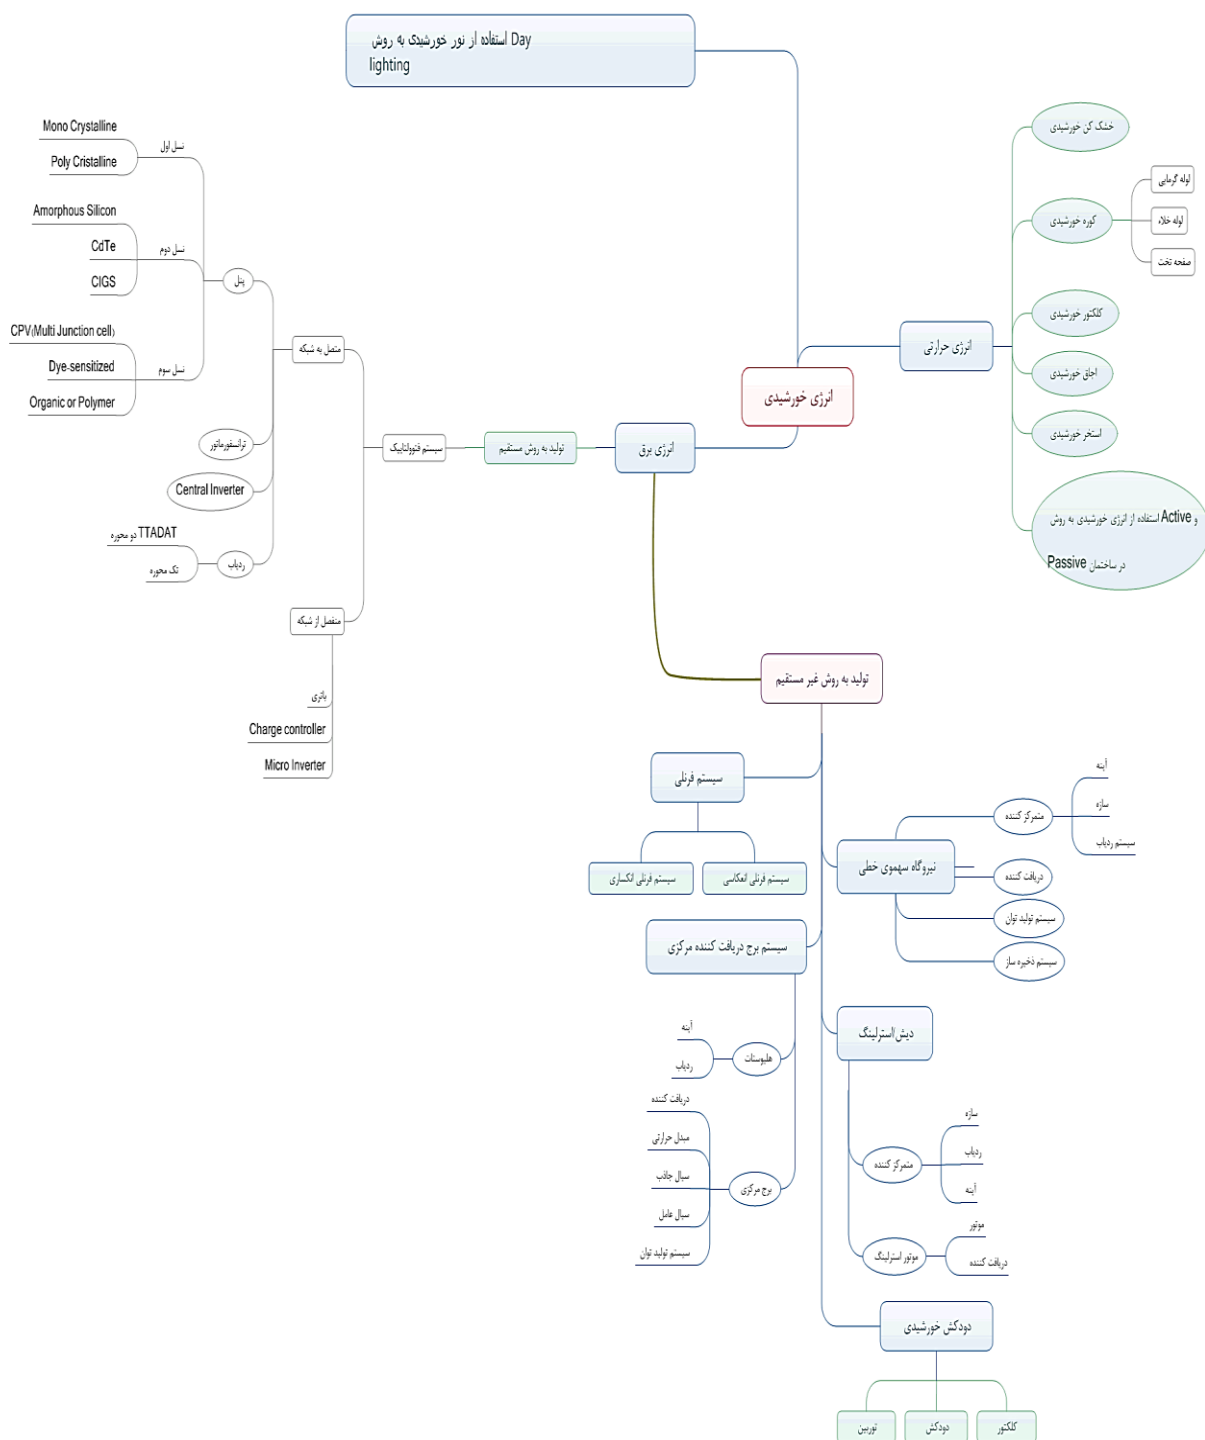 استفاده از نور خورشیدی به روش Day
lighting
انرژی خورشیدی
انرژی حرارتی
خشک کن خورشیدی
کوره خورشیدی
لوله گرمایی
لوله خلاء
صفحه تخت
کلکتور خورشیدی
اجاق خورشیدی
استخر خورشیدی
استفاده از انرژی خورشیدی به روش Active و
Passive در ساختمان
انرژی برق
تولید به روش مستقیم
سیستم فتوولتاییک
متصل به شبکه
پنل
نسل اول
Mono Crystalline
Poly Cristalline
نسل دوم
Amorphous Silicon
CdTe
CIGS
نسل سوم
CPV(Multi Junction cell)
Dye-sensitized
Organic or Polymer
ترانسفورماتور
Central Inverter
ردیاب
دو محوره TTADAT
تک محوره
منفصل از شبکه
باتری
Charge controller
Micro Inverter
تولید به روش غیر مستقیم
سیستم فرنلی
سیستم فرنلی انعکاسی
سیستم فرنلی انکساری
نیروگاه سهموی خطی
متمرکز کننده
آینه
سازه
سیستم ردیاب
دریافت کننده
سیستم تولید توان
سیستم ذخیره ساز
سیستم برج دریافت کننده مرکزی
هلیوستات
آینه
ردیاب
برج مرکزی
دریافت کننده
مبدل حرارتی
سیال جاذب
سیال عامل
سیستم تولید توان
دیش استرلینگ
متمرکز کننده
سازه
ردیاب
آینه
موتور استرلینگ
موتور
دریافت کننده
دودکش خورشیدی
کلکتور
دودکش
توربین